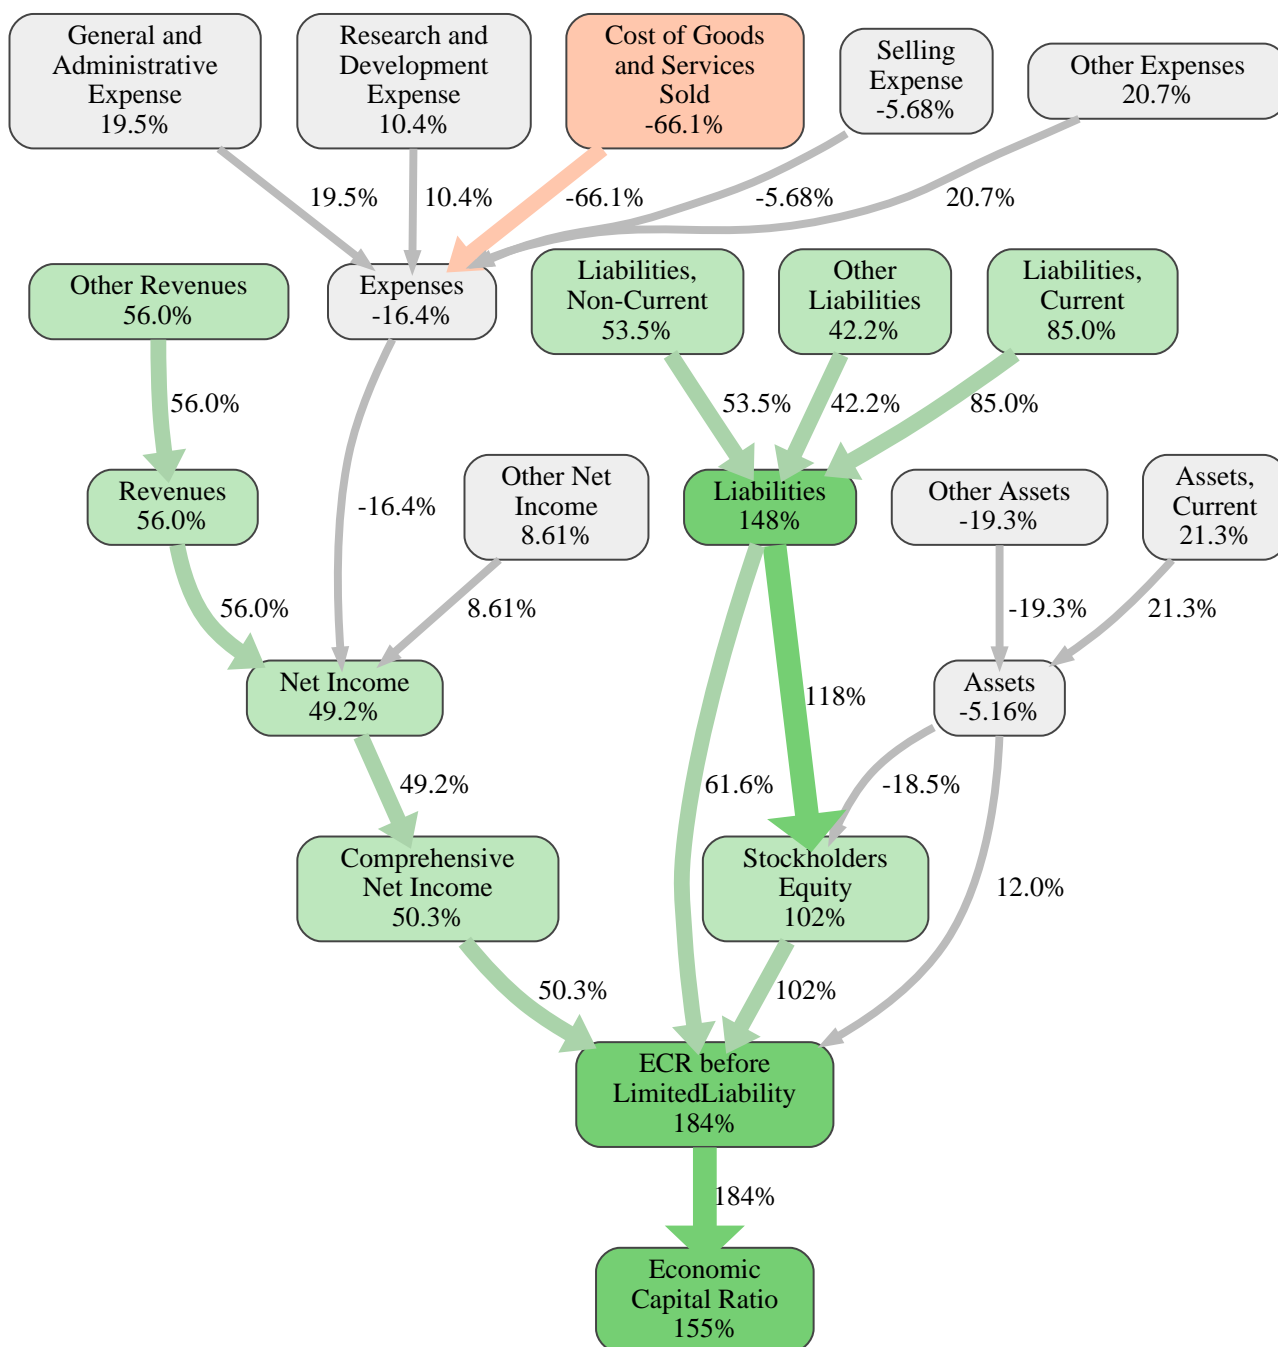 General and
Administrative
Expense
19.5%
Research and
Development
Expense
10.4%
Cost of Goods
and Services
Sold
-66.1%
Selling
Expense
-5.68%
Other Expenses
20.7%
19.5%
10.4%
-66.1%
-5.68%
20.7%
Other Revenues
56.0%
Expenses
-16.4%
Liabilities,
Non-Current
53.5%
Other
Liabilities
42.2%
Liabilities,
Current
85.0%
56.0%
53.5%
42.2%
85.0%
Revenues
56.0%
-16.4%
Other Net
Income
8.61%
Liabilities
148%
Other Assets
-19.3%
Assets,
Current
21.3%
56.0%
8.61%
-19.3%
21.3%
Net Income
49.2%
118%
Assets
-5.16%
49.2%
61.6%
-18.5%
Comprehensive
Net Income
50.3%
Stockholders
Equity
102%
12.0%
50.3%
102%
ECR before
LimitedLiability
184%
184%
Economic
Capital Ratio
155%